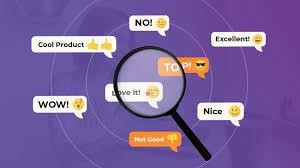 NO!
Excellent!
Cool Product
TOP!
Love it!
WOW!
Nice
Not Good